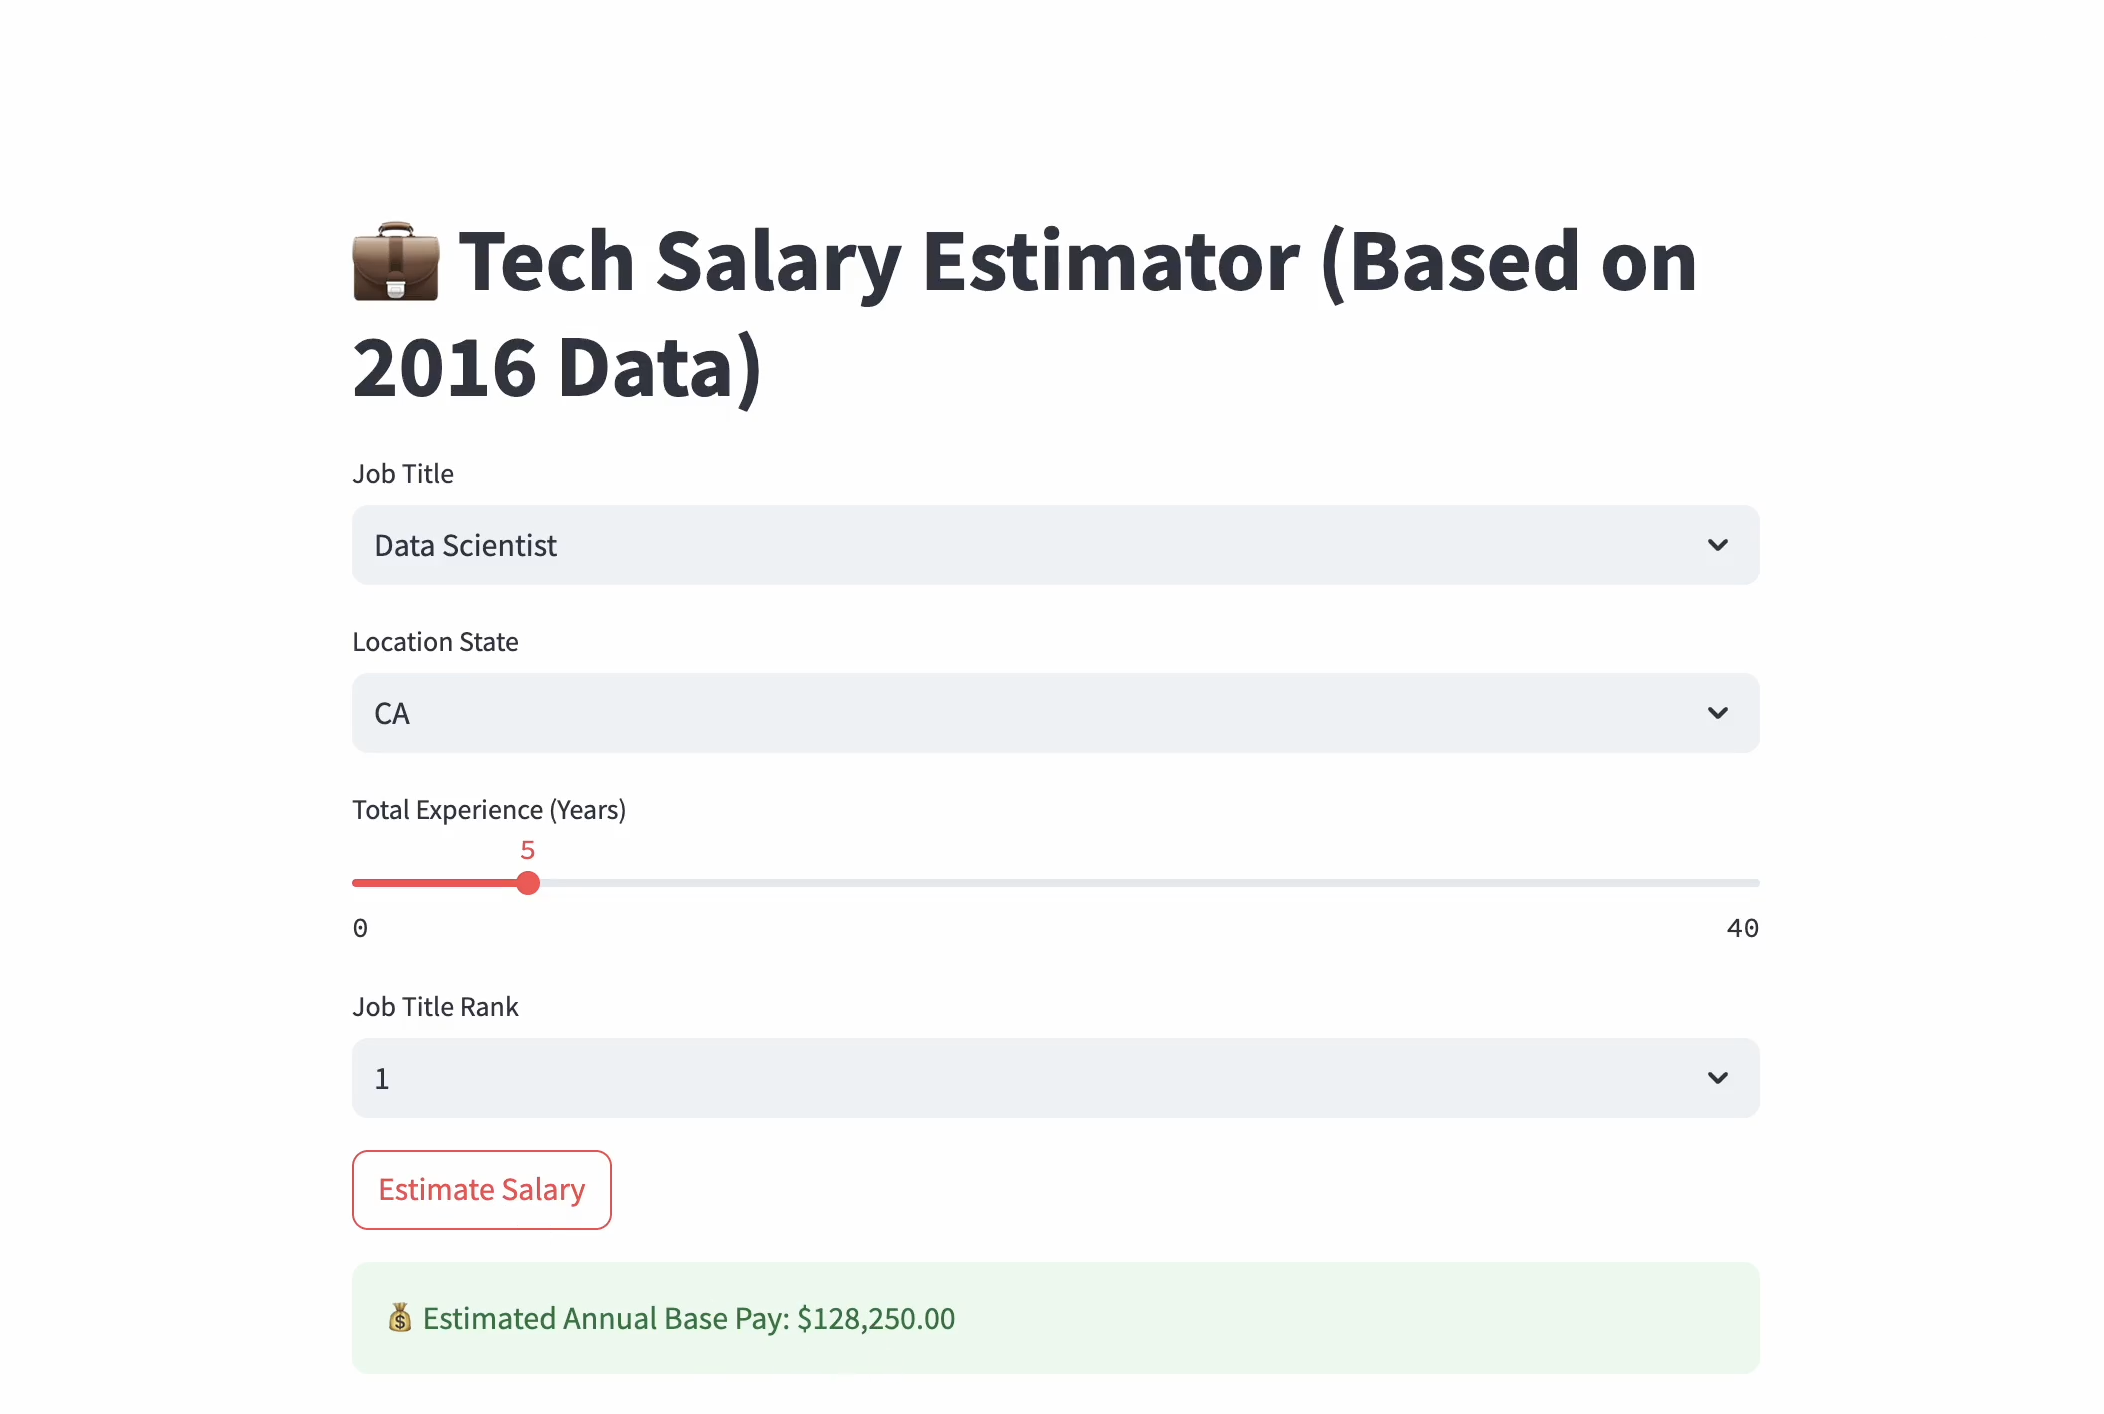 💼 Tech Salary Estimator (Based on
2016 Data)
Job Title
Data Scientist
Location State
CA
Total Experience (Years)
5
0 40
Job Title Rank
1
Estimate Salary
💰 Estimated Annual Base Pay: $128,250.00